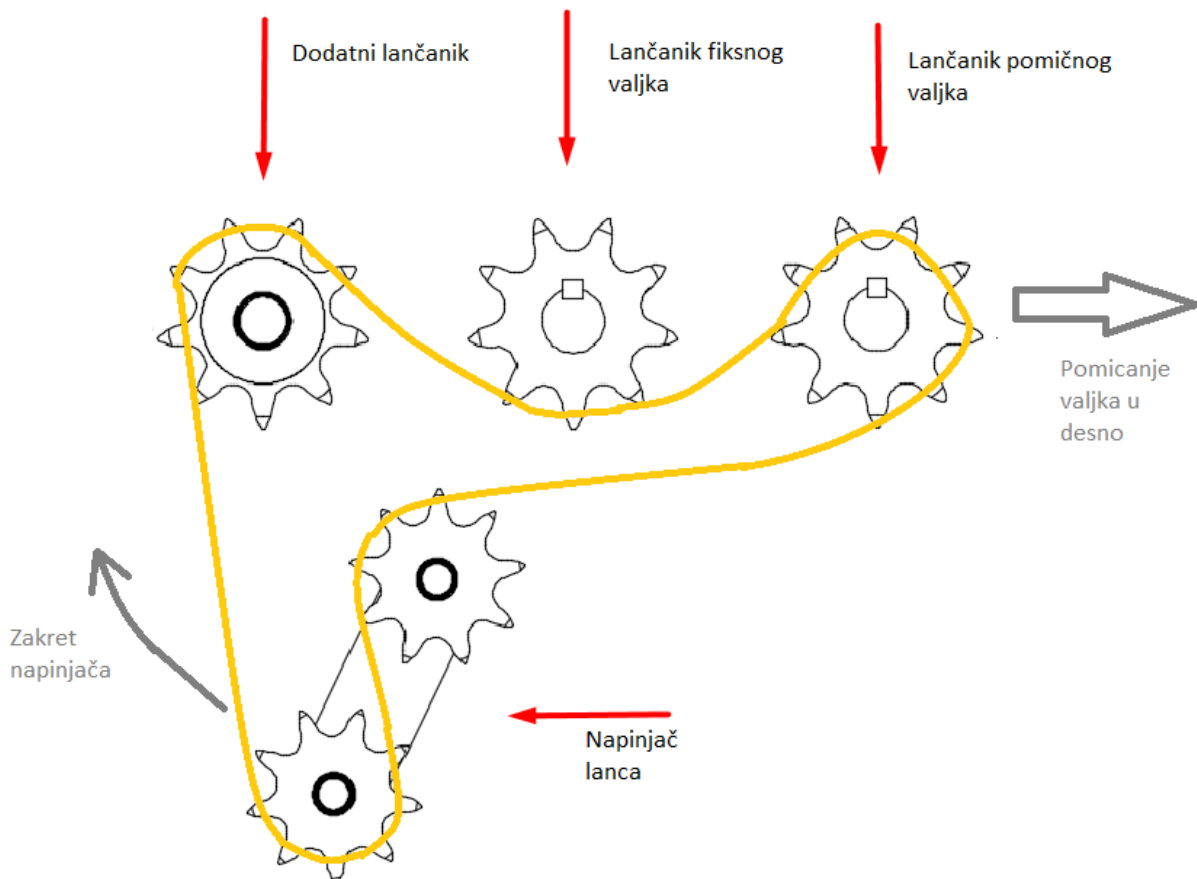 Dodatni lančanik
Lančanik fiksnog
valjka
Lančanik pomičnog
valjka
Pomicanje
valjka u
desno
Zakret
napinjača
Napinjač
lanca